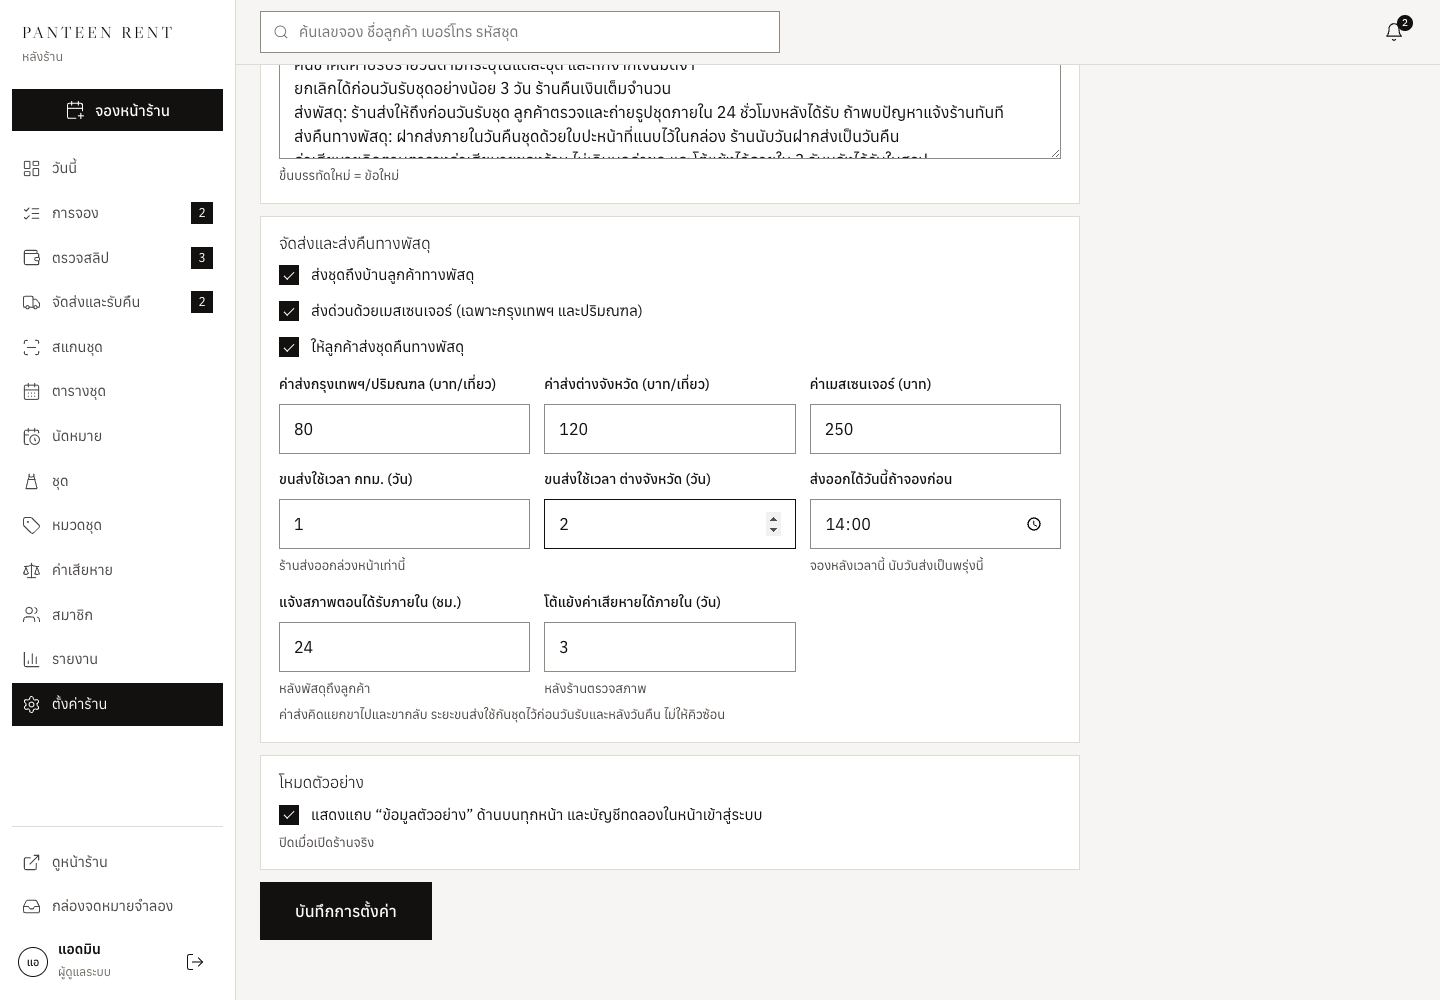 PANTEEN RENT
หลังร้าน
จองหน้าร้าน
วันนี้
การจอง 2
ตรวจสลิป 3
จัดส่งและรับคืน 2
สแกนชุด
ตารางชุด
นัดหมาย
ชุด
หมวดชุด
ค่าเสียหาย
สมาชิก
รายงาน
ตั้งค่าร้าน
ดูหน้าร้าน
กล่องจดหมายจำลอง
แอ
แอดมิน
ผู้ดูแลระบบ
ค้นเลขจอง ชื่อลูกค้า เบอร์โทร รหัสชุด
2
ยกเลิกได้ก่อนวันรับชุดอย่างน้อย 3 วัน ร้านคืนเงินเต็มจำนวน
ส่งพัสดุ: ร้านส่งให้ถึงก่อนวันรับชุด ลูกค้าตรวจและถ่ายรูปชุดภายใน 24 ชั่วโมงหลังได้รับ ถ้าพบปัญหาแจ้งร้านทันที
ส่งคืนทางพัสดุ: ฝากส่งภายในวันคืนชุดด้วยใบปะหน้าที่แนบไว้ในกล่อง ร้านนับวันฝากส่งเป็นวันคืน
ขึ้นบรรทัดใหม่ = ข้อใหม่
จัดส่งและส่งคืนทางพัสดุ
ส่งชุดถึงบ้านลูกค้าทางพัสดุ
ส่งด่วนด้วยเมสเซนเจอร์ (เฉพาะกรุงเทพฯ และปริมณฑล)
ให้ลูกค้าส่งชุดคืนทางพัสดุ
ค่าส่งกรุงเทพฯ/ปริมณฑล (บาท/เที่ยว) ค่าส่งต่างจังหวัด (บาท/เที่ยว) ค่าเมสเซนเจอร์ (บาท)
80 120 250
ขนส่งใช้เวลา กทม. (วัน) ขนส่งใช้เวลา ต่างจังหวัด (วัน) ส่งออกได้วันนี้ถ้าจองก่อน
1 2 14:00
ร้านส่งออกล่วงหน้าเท่านี้ จองหลังเวลานี้ นับวันส่งเป็นพรุ่งนี้
แจ้งสภาพตอนได้รับภายใน (ชม.) โต้แย้งค่าเสียหายได้ภายใน (วัน)
24 3
หลังพัสดุถึงลูกค้า หลังร้านตรวจสภาพ
ค่าส่งคิดแยกขาไปและขากลับ ระยะขนส่งใช้กันชุดไว้ก่อนวันรับและหลังวันคืน ไม่ให้คิวซ้อน
โหมดตัวอย่าง
แสดงแถบ “ข้อมูลตัวอย่าง” ด้านบนทุกหน้า และบัญชีทดลองในหน้าเข้าสู่ระบบ
ปิดเมื่อเปิดร้านจริง
บันทึกการตั้งค่า